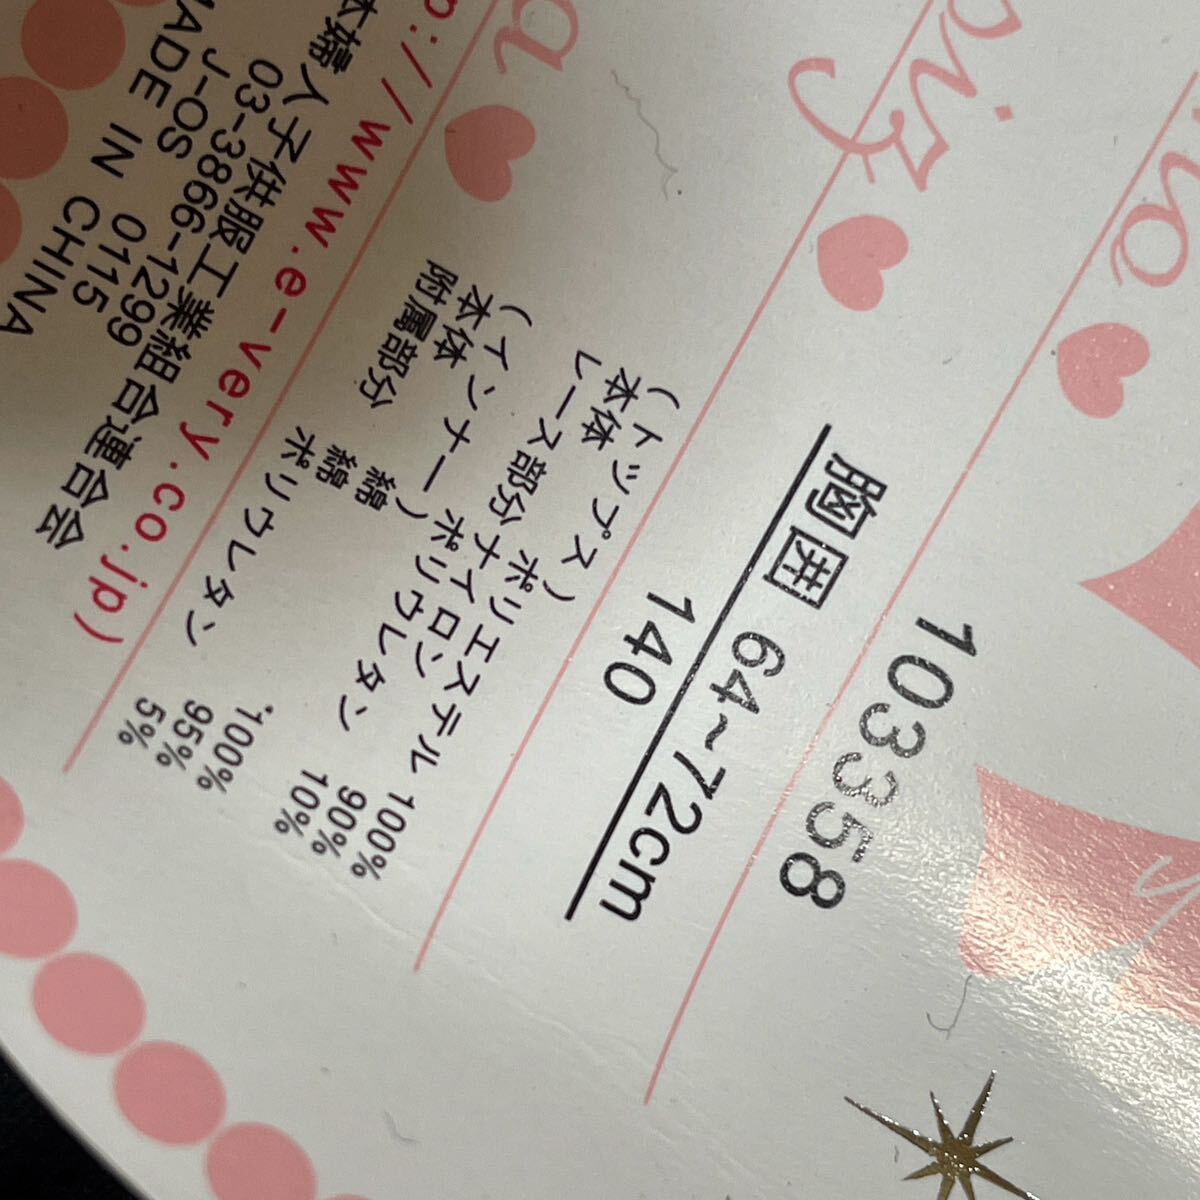 103358
胸囲 64~72cm
140
(トップス)
本体 ポリエステル 100%
レース部分 ナイロン 90%
ポリウレタン 10%
(インナー)
本体 綿 100%
附属部分 綿 95%
ポリウレタン 5%
p://www.e-very.co.jp)
婦人子供服工業組合連合会
03-3866-1299
J-OS 0115
MADE IN CHINA